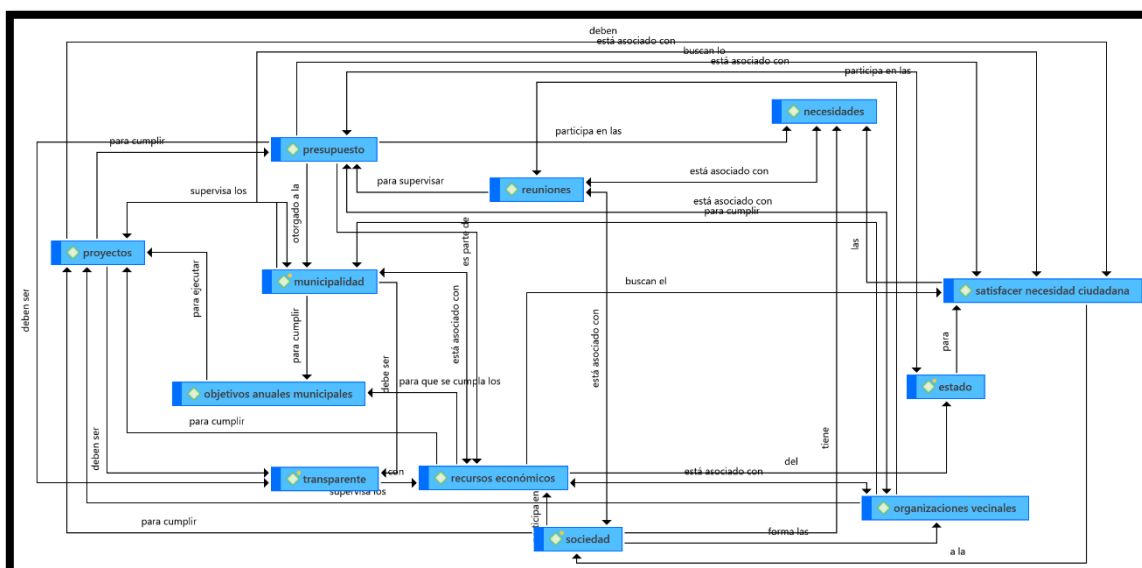 deben
está asociado con
buscan lo
está asociado con
participa en las
necesidades
para cumplir
participa en las
presupuesto
está asociado con
para supervisar
reuniones
supervisa los
está asociado con
para cumplir
otorgado a la
es parte de
las
proyectos
municipalidad
buscan el
satisfacer necesidad ciudadana
para ejecutar
deben ser
para cumplir
está asociado con
está asociado con
para
debe ser
para que se cumpla los
estado
objetivos anuales municipales
para cumplir
deben ser
tiene
del
está asociado con
transparente
con
recursos económicos
supervisa los
organizaciones vecinales
para cumplir
sociedad
forma las
a la